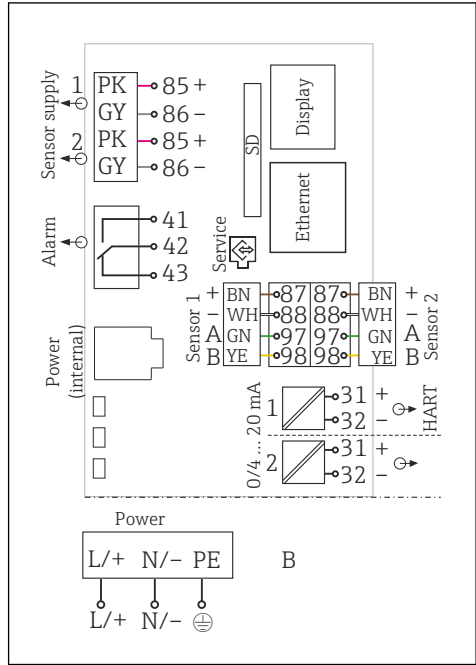 Sensor supply
1 PK 85 +
GY 86 –
2 PK 85 +
GY 86 –
Display
SD
Ethernet
Alarm
41
42
43
Service
Sensor 1
+ BN 87 87 BN +
– WH 88 88 WH –
A GN 97 97 GN A
B YE 98 98 YE B
Sensor 2
Power
(internal)
0/4 ... 20 mA
1 31 +
32 –
HART
2 31 +
32 –
Power
L/+ N/– PE
B
L/+ N/–